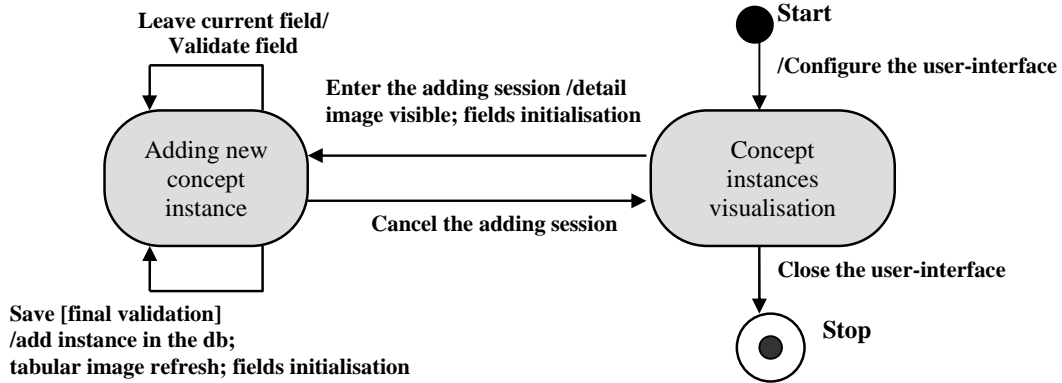 Start
Leave current field/
Validate field
/Configure the user-interface
Enter the adding session /detail
image visible; fields initialisation
Adding new
concept
instance
Concept
instances
visualisation
Cancel the adding session
Close the user-interface
Save [final validation]
/add instance in the db;
tabular image refresh; fields initialisation
Stop